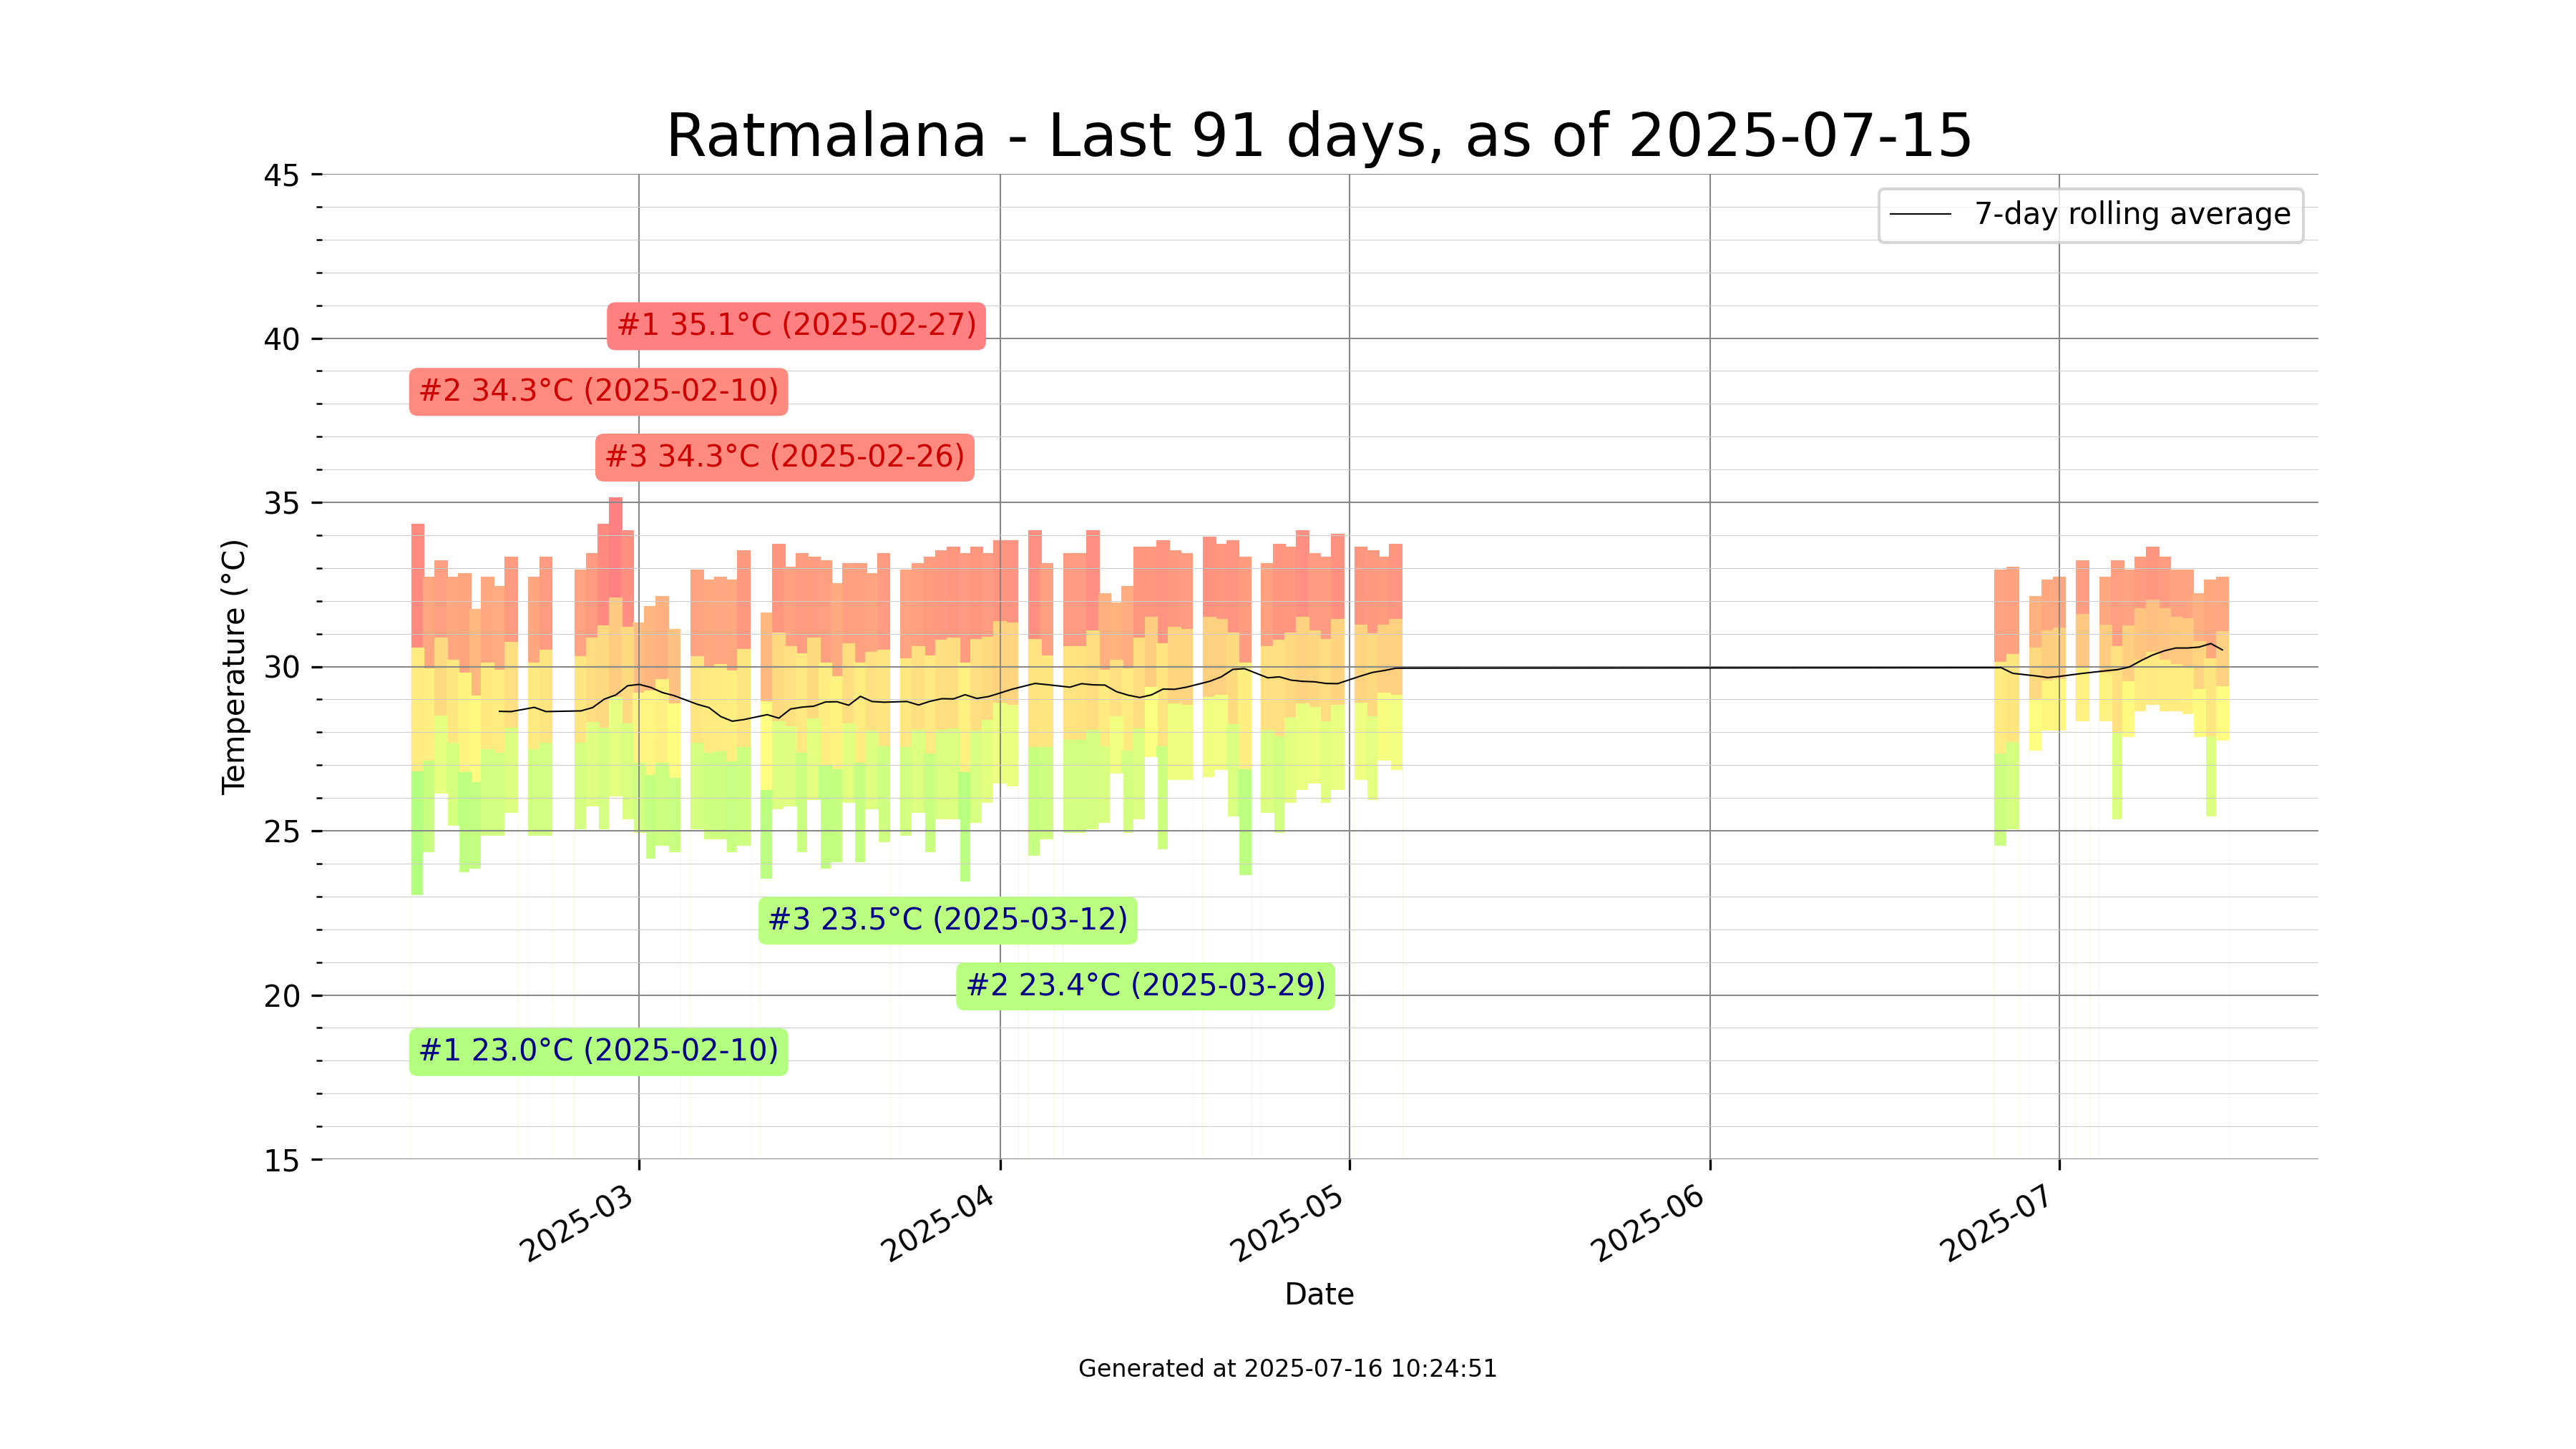 Ratmalana - Last 91 days, as of 2025-07-15
45
40
35
30
25
20
15
Temperature (°C)
7-day rolling average
#1 35.1°C (2025-02-27)
#2 34.3°C (2025-02-10)
#3 34.3°C (2025-02-26)
#3 23.5°C (2025-03-12)
#2 23.4°C (2025-03-29)
#1 23.0°C (2025-02-10)
2025-03
2025-04
2025-05
2025-06
2025-07
Date
Generated at 2025-07-16 10:24:51